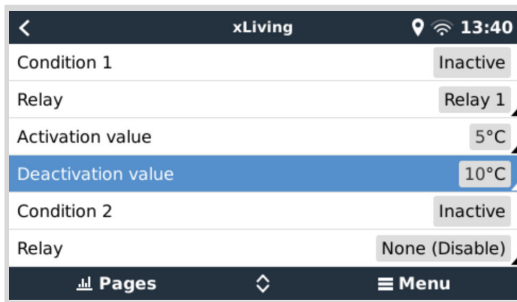 xLiving 13:40
Condition 1 Inactive
Relay Relay 1
Activation value 5°C
Deactivation value 10°C
Condition 2 Inactive
Relay None (Disable)
Pages Menu